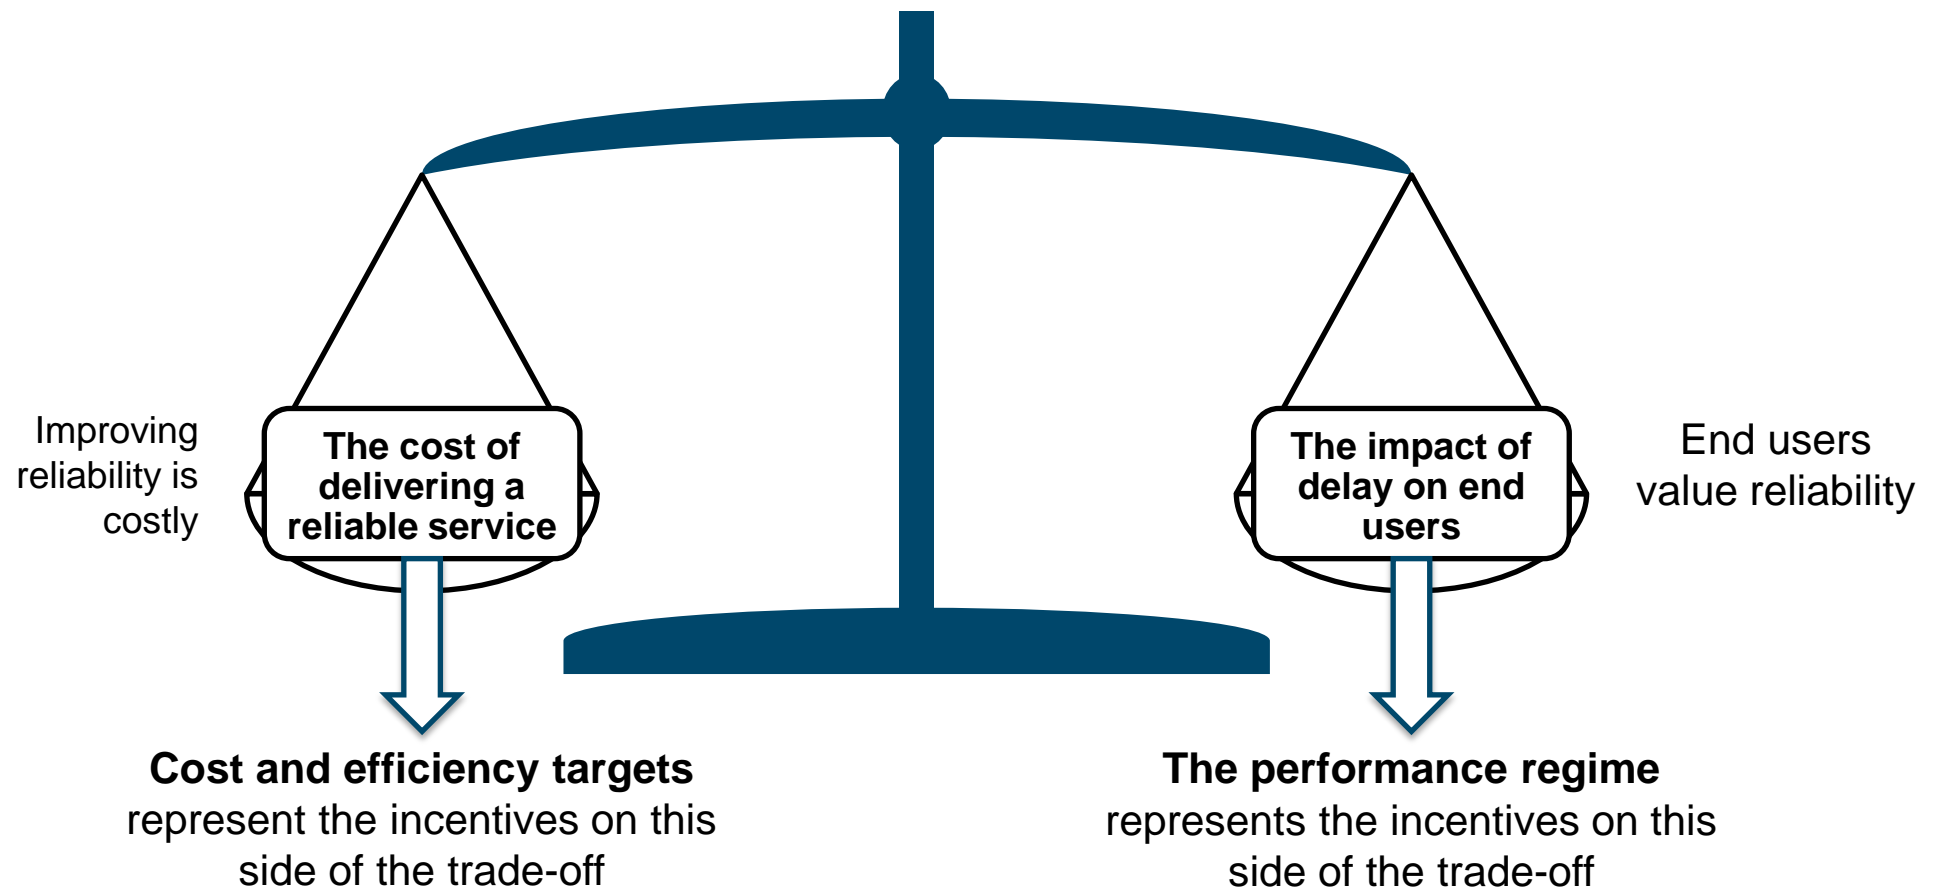 Improving
reliability is
costly
The cost of
delivering a
reliable service
The impact of
delay on end
users
End users
value reliability
Cost and efficiency targets
represent the incentives on this
side of the trade-off
The performance regime
represents the incentives on this
side of the trade-off